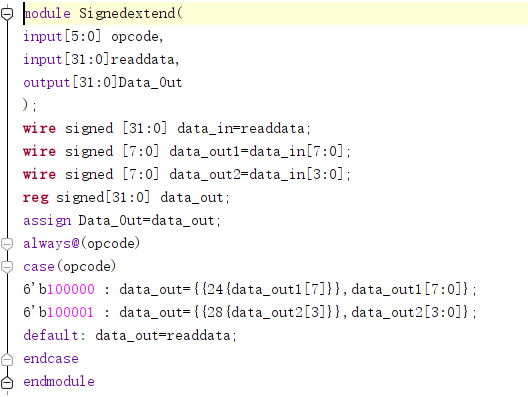 module Signedextend(
input[5:0] opcode,
input[31:0]readdata,
output[31:0]Data_Out
);
wire signed [31:0] data_in=readdata;
wire signed [7:0] data_out1=data_in[7:0];
wire signed [7:0] data_out2=data_in[3:0];
reg signed[31:0] data_out;
assign Data_Out=data_out;
always@(opcode)
case(opcode)
6'b100000 : data_out={{24{data_out1[7]}},data_out1[7:0]};
6'b100001 : data_out={{28{data_out2[3]}},data_out2[3:0]};
default: data_out=readdata;
endcase
endmodule